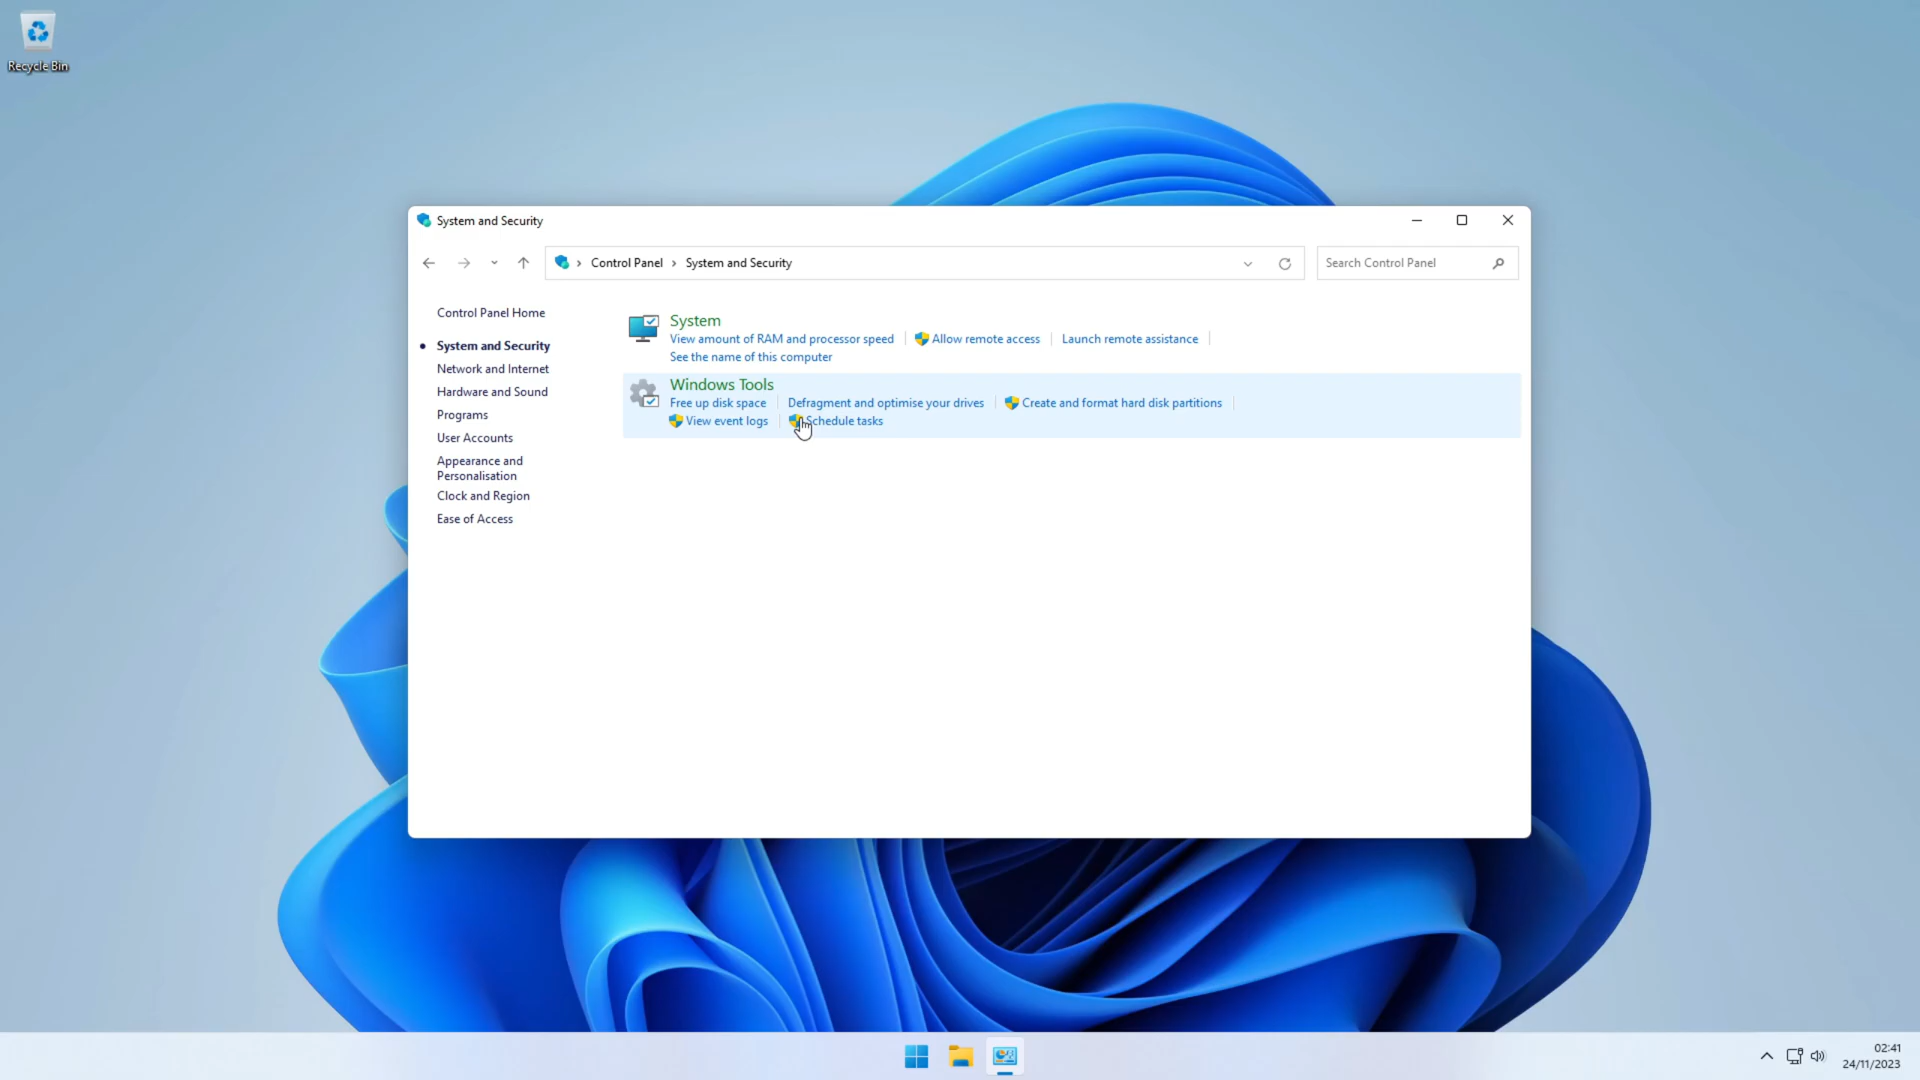 Recycle Bin
System and Security
Control Panel
System and Security
Search Control Panel
Control Panel Home
System and Security
Network and Internet
Hardware and Sound
Programs
User Accounts
Appearance and
Personalisation
Clock and Region
Ease of Access
System
View amount of RAM and processor speed
Allow remote access
Launch remote assistance
See the name of this computer
Windows Tools
Free up disk space
Defragment and optimise your drives
Create and format hard disk partitions
View event logs
Schedule tasks
02:41
24/11/2023